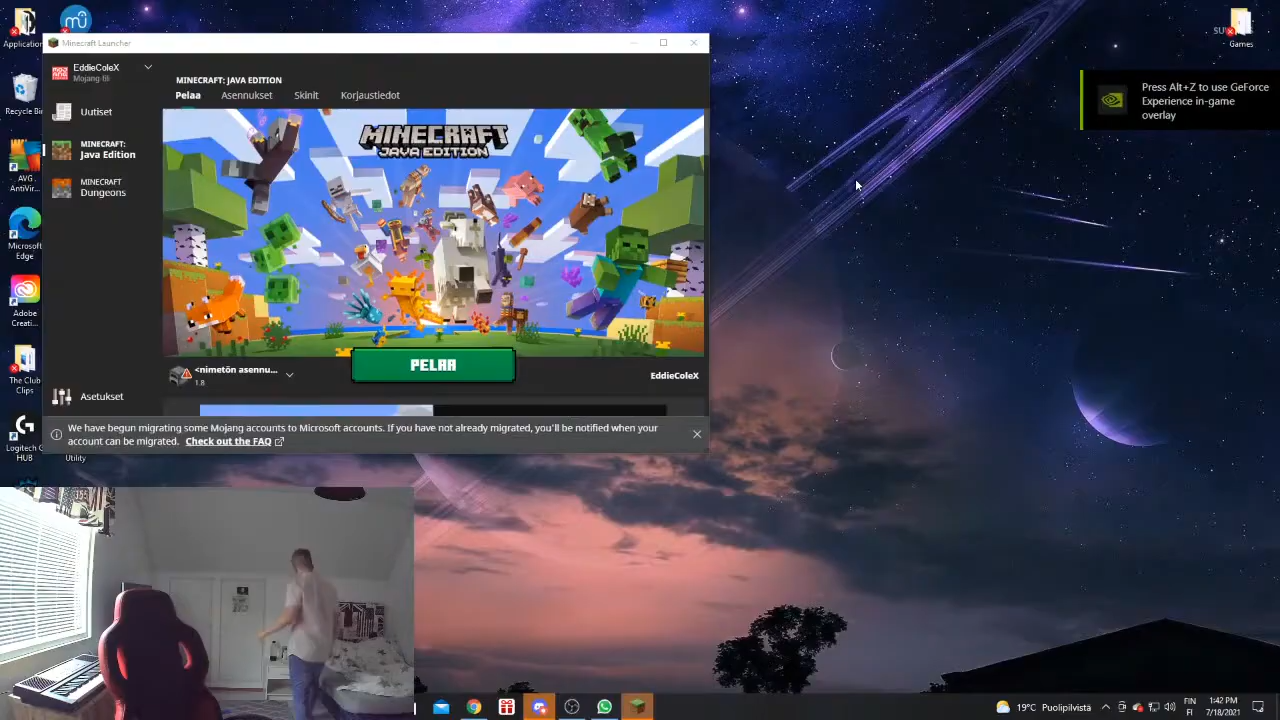 Application
Recycle Bin
AVG
AntiVir...
Microsoft
Edge
Adobe
Creati...
The Club
Clips
Logitech G
HUB
Utility
Games
Minecraft Launcher
EddieColeX
Mojang-tili
Uutiset
MINECRAFT:
Java Edition
MINECRAFT
Dungeons
Asetukset
MINECRAFT: JAVA EDITION
Pelaa Asennukset Skinit Korjaustiedot
MINECRAFT
JAVA EDITION
<nimetön asennu...
1.8
PELAA
EddieColeX
We have begun migrating some Mojang accounts to Microsoft accounts. If you have not already migrated, you'll be notified when your
account can be migrated. Check out the FAQ
Press Alt+Z to use GeForce
Experience in-game
overlay
19°C Puolipilvistä
FIN
FI
1:42 PM
7/18/2021